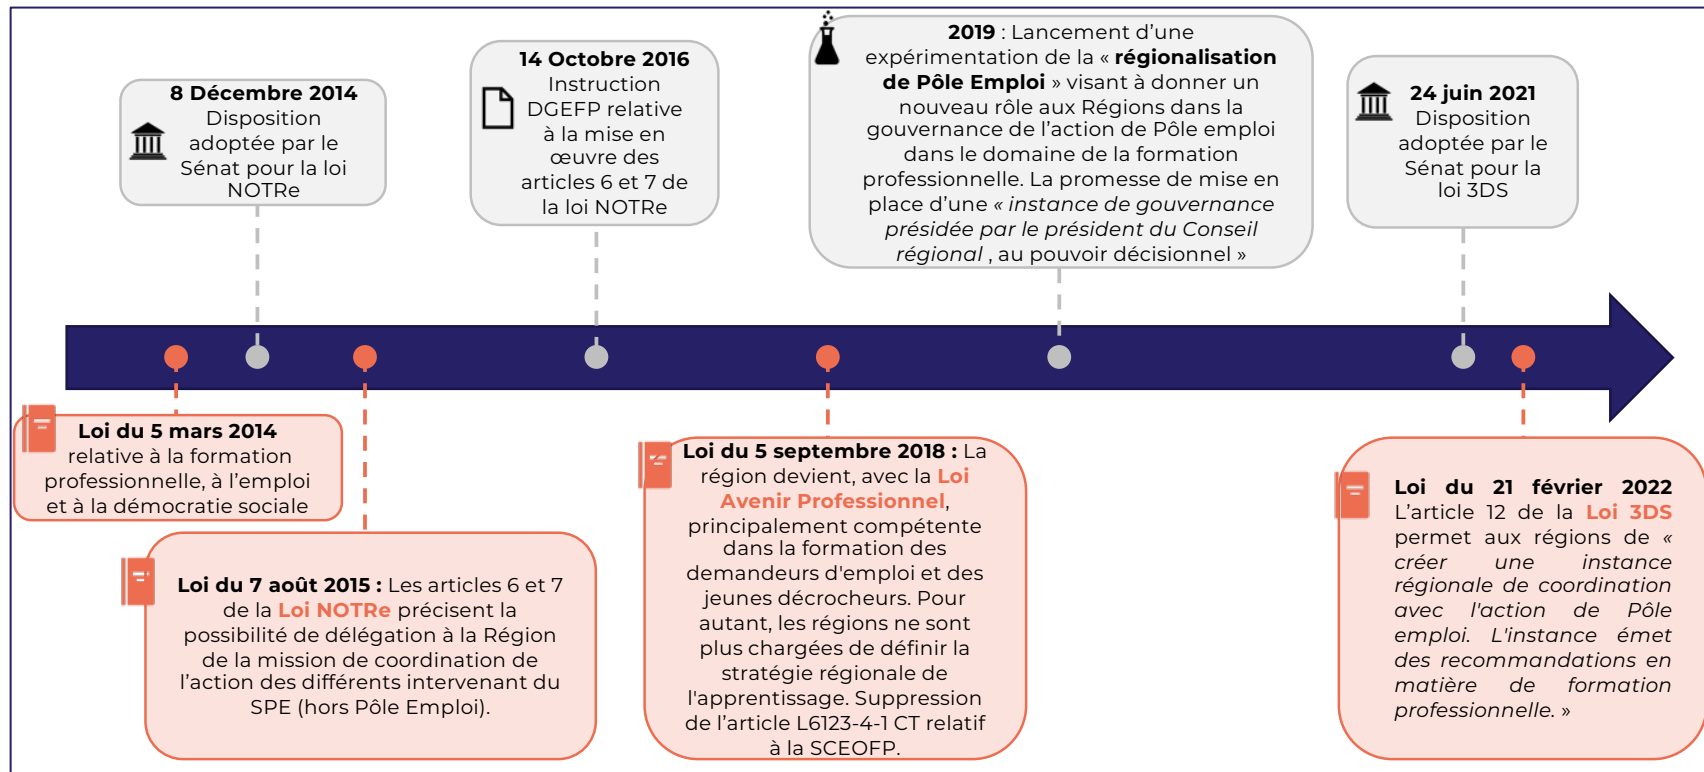 8 Décembre 2014
Disposition
adoptée par le
Sénat pour la loi
NOTRe
14 Octobre 2016
Instruction
DGEFP relative
à la mise en
œuvre des
articles 6 et 7 de
la loi NOTRe
2019 : Lancement d’une
expérimentation de la « régionalisation
de Pôle Emploi » visant à donner un
nouveau rôle aux Régions dans la
gouvernance de l’action de Pôle emploi
dans le domaine de la formation
professionnelle. La promesse de mise en
place d’une « instance de gouvernance
présidée par le président du Conseil
régional , au pouvoir décisionnel »
24 juin 2021
Disposition
adoptée par le
Sénat pour la
loi 3DS
Loi du 5 mars 2014
relative à la formation
professionnelle, à l’emploi
et à la démocratie sociale
Loi du 7 août 2015 : Les articles 6 et 7
de la Loi NOTRe précisent la
possibilité de délégation à la Région
de la mission de coordination de
l’action des différents intervenant du
SPE (hors Pôle Emploi).
Loi du 5 septembre 2018 : La
région devient, avec la Loi
Avenir Professionnel,
principalement compétente
dans la formation des
demandeurs d'emploi et des
jeunes décrocheurs. Pour
autant, les régions ne sont
plus chargées de définir la
stratégie régionale de
l'apprentissage. Suppression
de l’article L6123-4-1 CT relatif
à la SCEOFP.
Loi du 21 février 2022
L’article 12 de la Loi 3DS
permet aux régions de «
créer une instance
régionale de coordination
avec l'action de Pôle
emploi. L'instance émet
des recommandations en
matière de formation
professionnelle. »